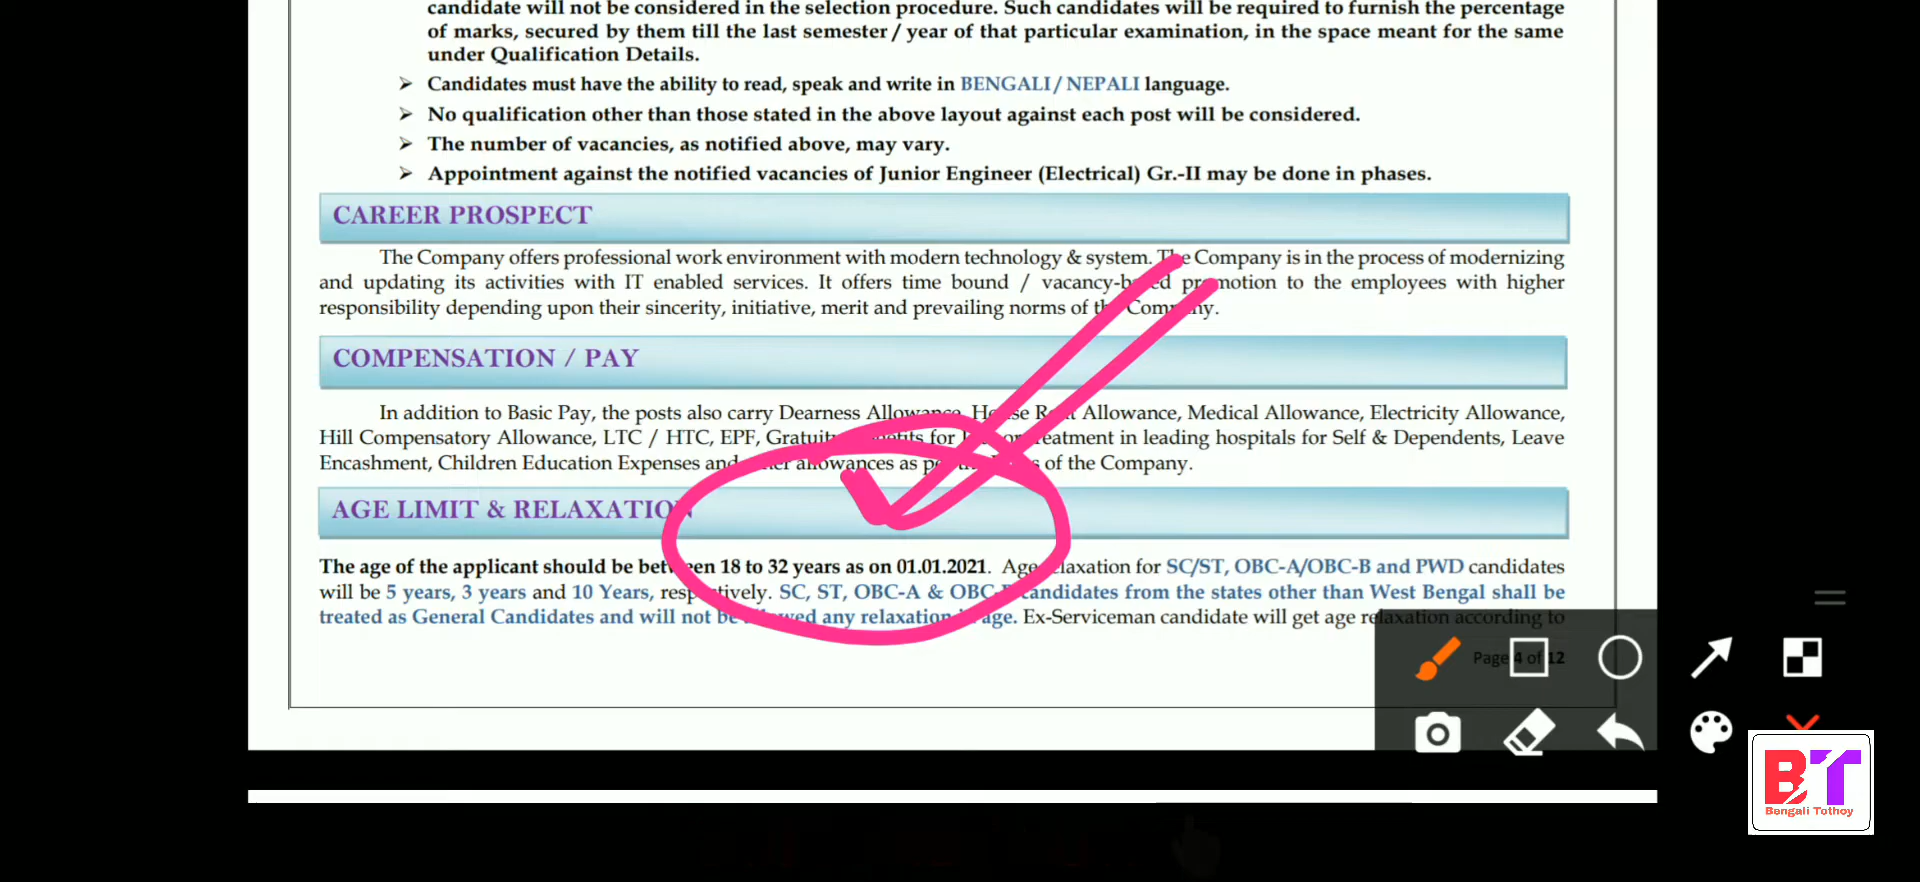 candidate will not be considered in the selection procedure. Such candidates will be required to furnish the percentage
of marks, secured by them till the last semester / year of that particular examination, in the space meant for the same
under Qualification Details.
➢ Candidates must have the ability to read, speak and write in BENGALI / NEPALI language.
➢ No qualification other than those stated in the above layout against each post will be considered.
➢ The number of vacancies, as notified above, may vary.
➢ Appointment against the notified vacancies of Junior Engineer (Electrical) Gr.-II may be done in phases.
CAREER PROSPECT
The Company offers professional work environment with modern technology & system. The Company is in the process of modernizing
and updating its activities with IT enabled services. It offers time bound / vacancy-based promotion to the employees with higher
responsibility depending upon their sincerity, initiative, merit and prevailing norms of the Company.
COMPENSATION / PAY
In addition to Basic Pay, the posts also carry Dearness Allowance, House Rent Allowance, Medical Allowance, Electricity Allowance,
Hill Compensatory Allowance, LTC / HTC, EPF, Gratuity, for treatment in leading hospitals for Self & Dependents, Leave
Encashment, Children Education Expenses and other allowances as per the of the Company.
AGE LIMIT & RELAXATION
The age of the applicant should be between 18 to 32 years as on 01.01.2021. Age relaxation for SC/ST, OBC-A/OBC-B and PWD candidates
will be 5 years, 3 years and 10 Years, respectively. SC, ST, OBC-A & OBC-B candidates from the states other than West Bengal shall be
treated as General Candidates and will not be allowed any relaxation in age. Ex-Serviceman candidate will get age relaxation according to
Page 4 of 12
BT
Bengali Tothoy